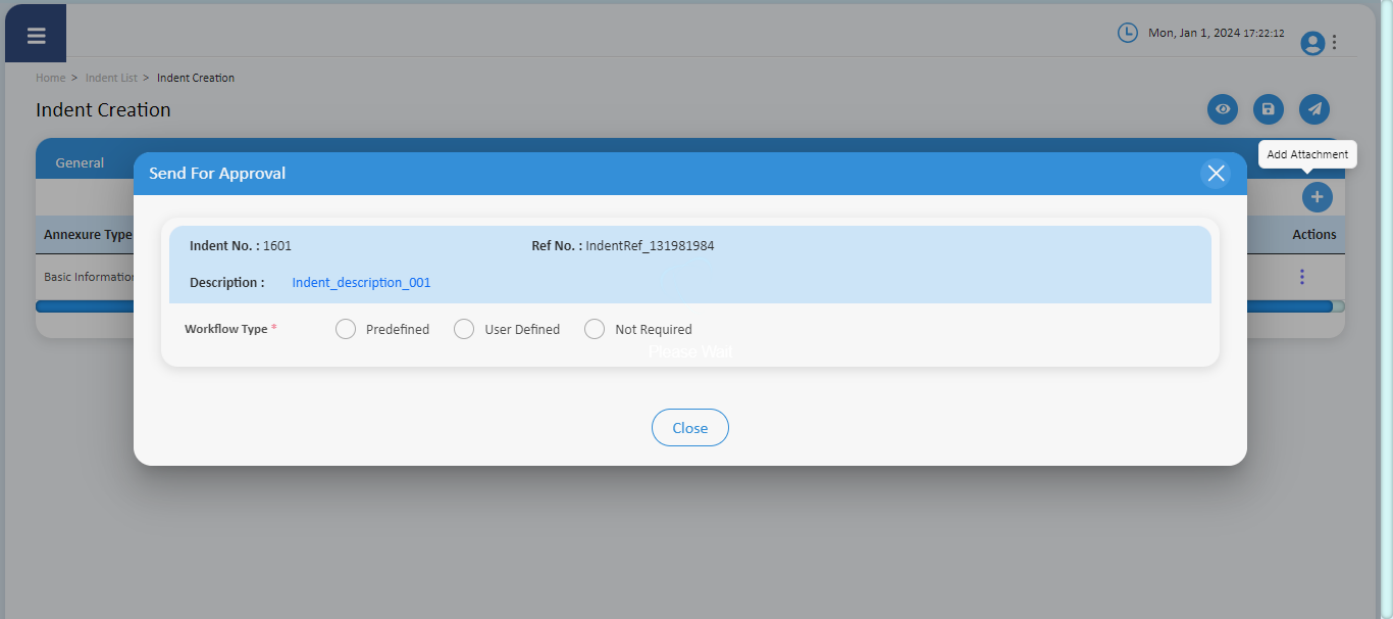 Mon, Jan 1, 2024 17:22:12
Home > Indent List > Indent Creation
Indent Creation
Add Attachment
General
Send For Approval
Annexure Type
Actions
Indent No. : 1601 Ref No. : IndentRef_131981984
Basic Information
Description : Indent_description_001
Workflow Type * Predefined User Defined Not Required
Please Wait
Close